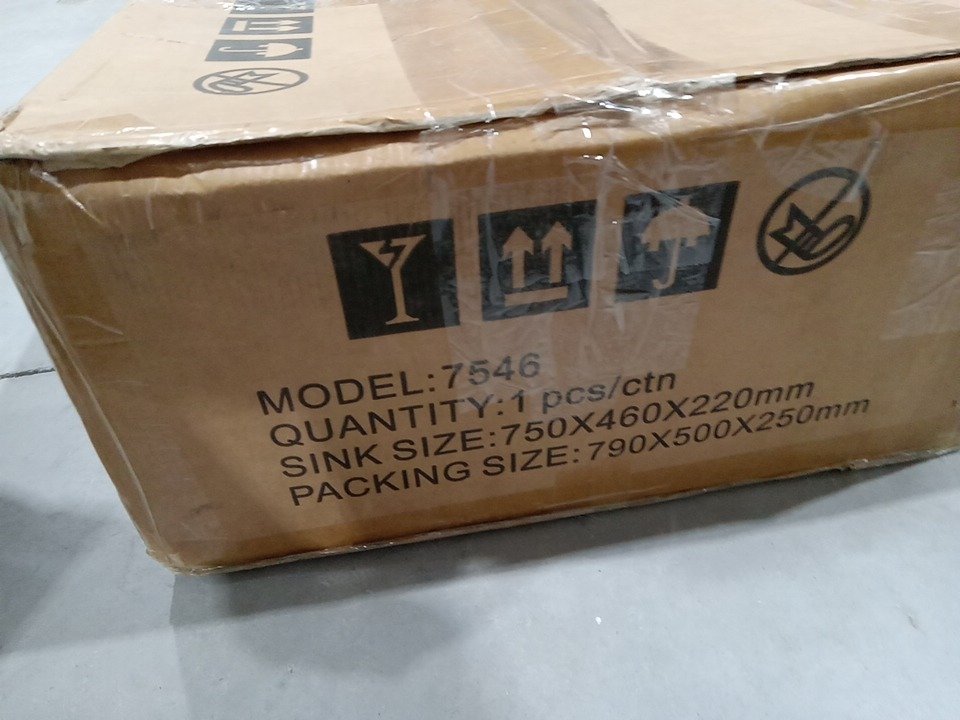 MODEL:7546
QUANTITY:1 pcs/ctn
SINK SIZE:750X460X220mm
PACKING SIZE:790X500X250mm